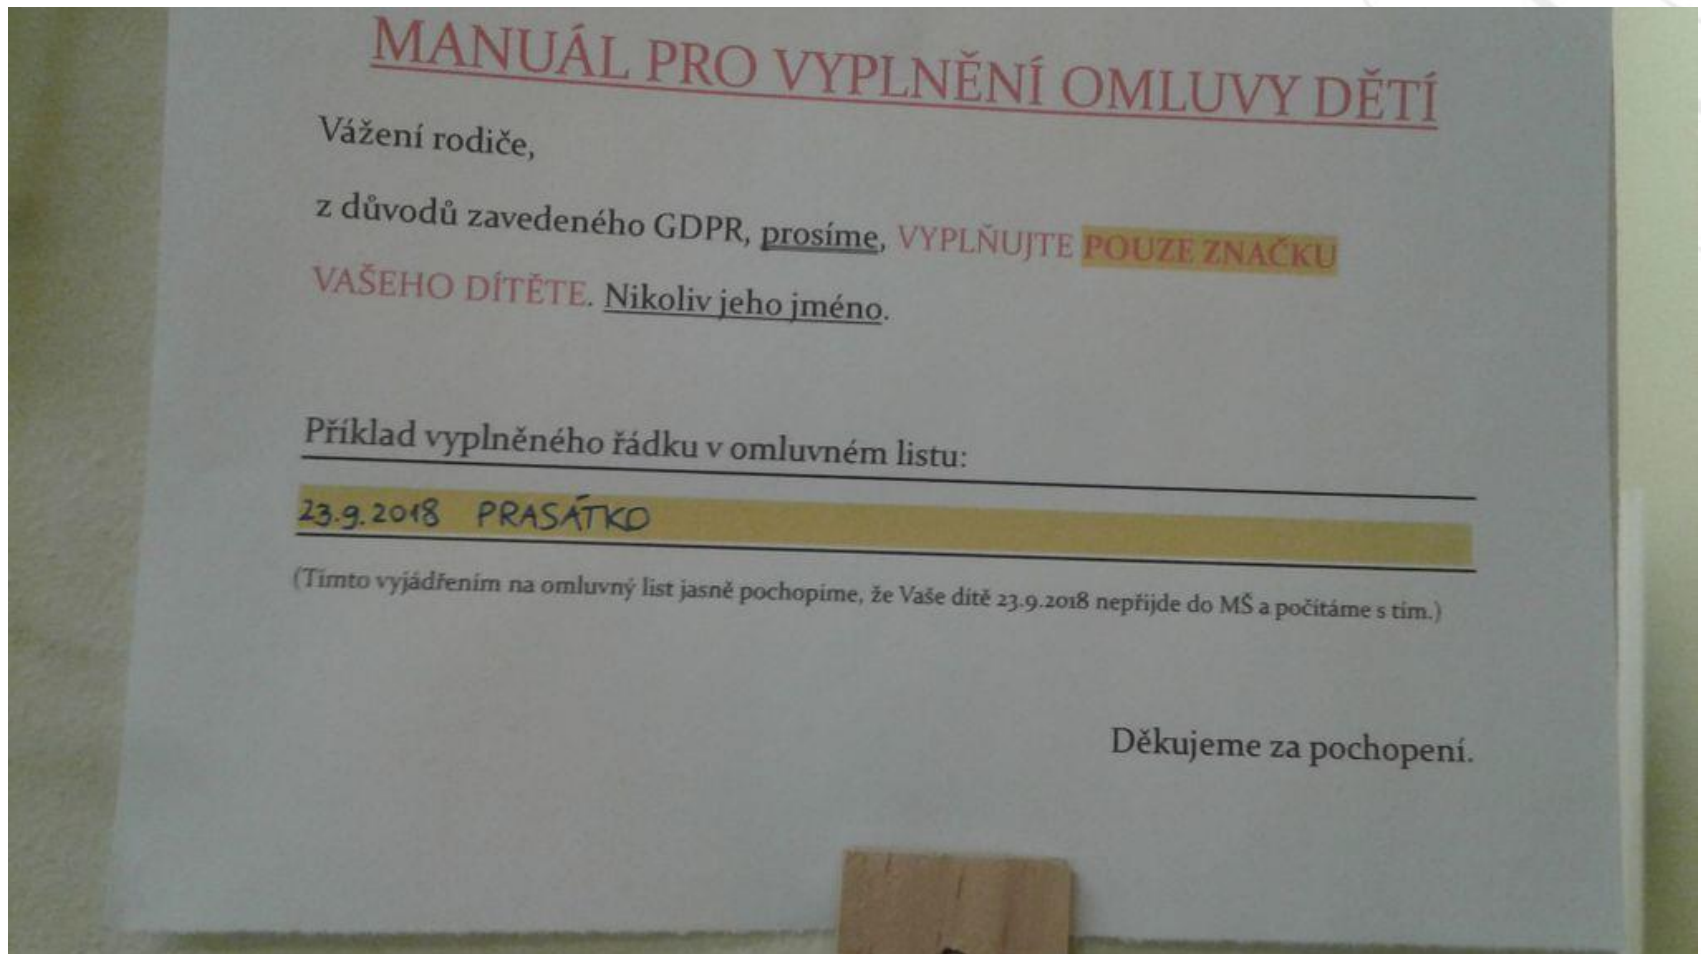 MANUÁL PRO VYPLNĚNÍ OMLUVY DĚTÍ
Vážení rodiče,
z důvodů zavedeného GDPR, prosíme, VYPLŇUJTE POUZE ZNAČKU
VAŠEHO DÍTĚTE. Nikoliv jeho jméno.
Příklad vyplněného řádku v omluvném listu:
23.9.2018 PRASÁTKO
(Tímto vyjádřením na omluvný list jasně pochopíme, že Vaše dítě 23.9.2018 nepřijde do MŠ a počítáme s tím.)
Děkujeme za pochopení.